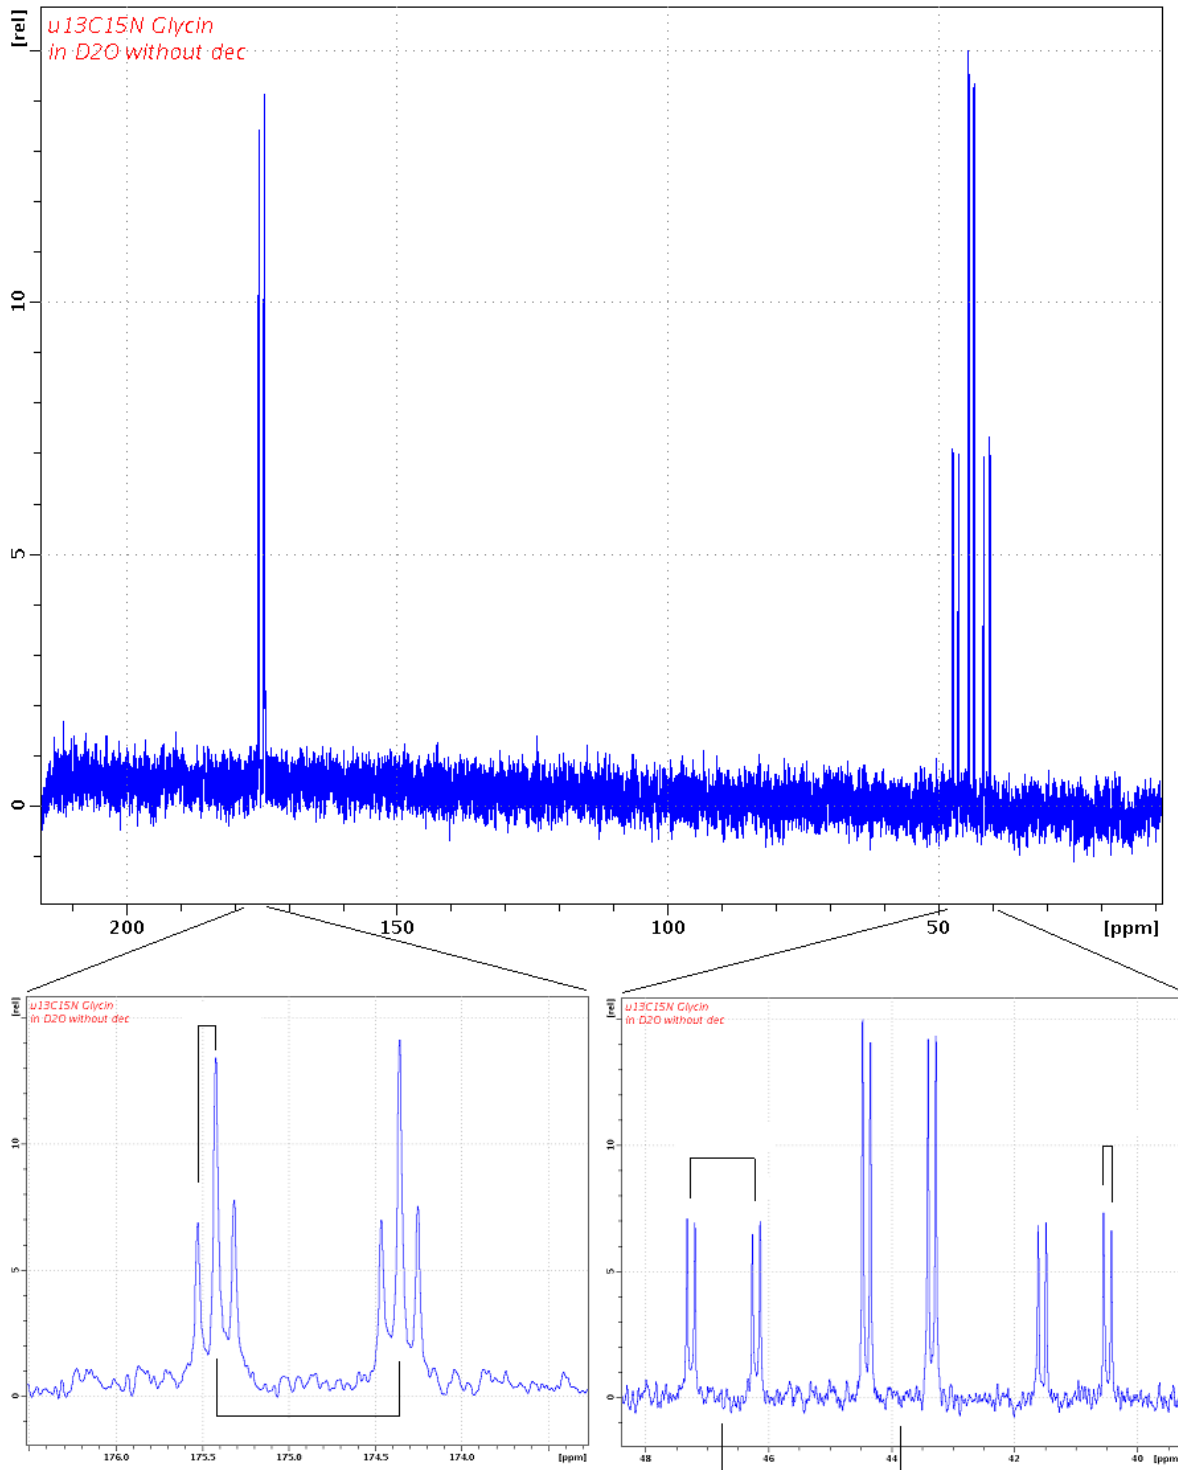 [rel]
u13C15N Glycin
in D2O without dec
10
5
0
200 150 100 50 [ppm]
[rel]
u13C15N Glycin
in D2O without dec
10
5
0
176.0 175.5 175.0 174.5 174.0 [ppm]
[rel]
u13C15N Glycin
in D2O without dec
10
5
0
48 46 44 42 40 [ppm